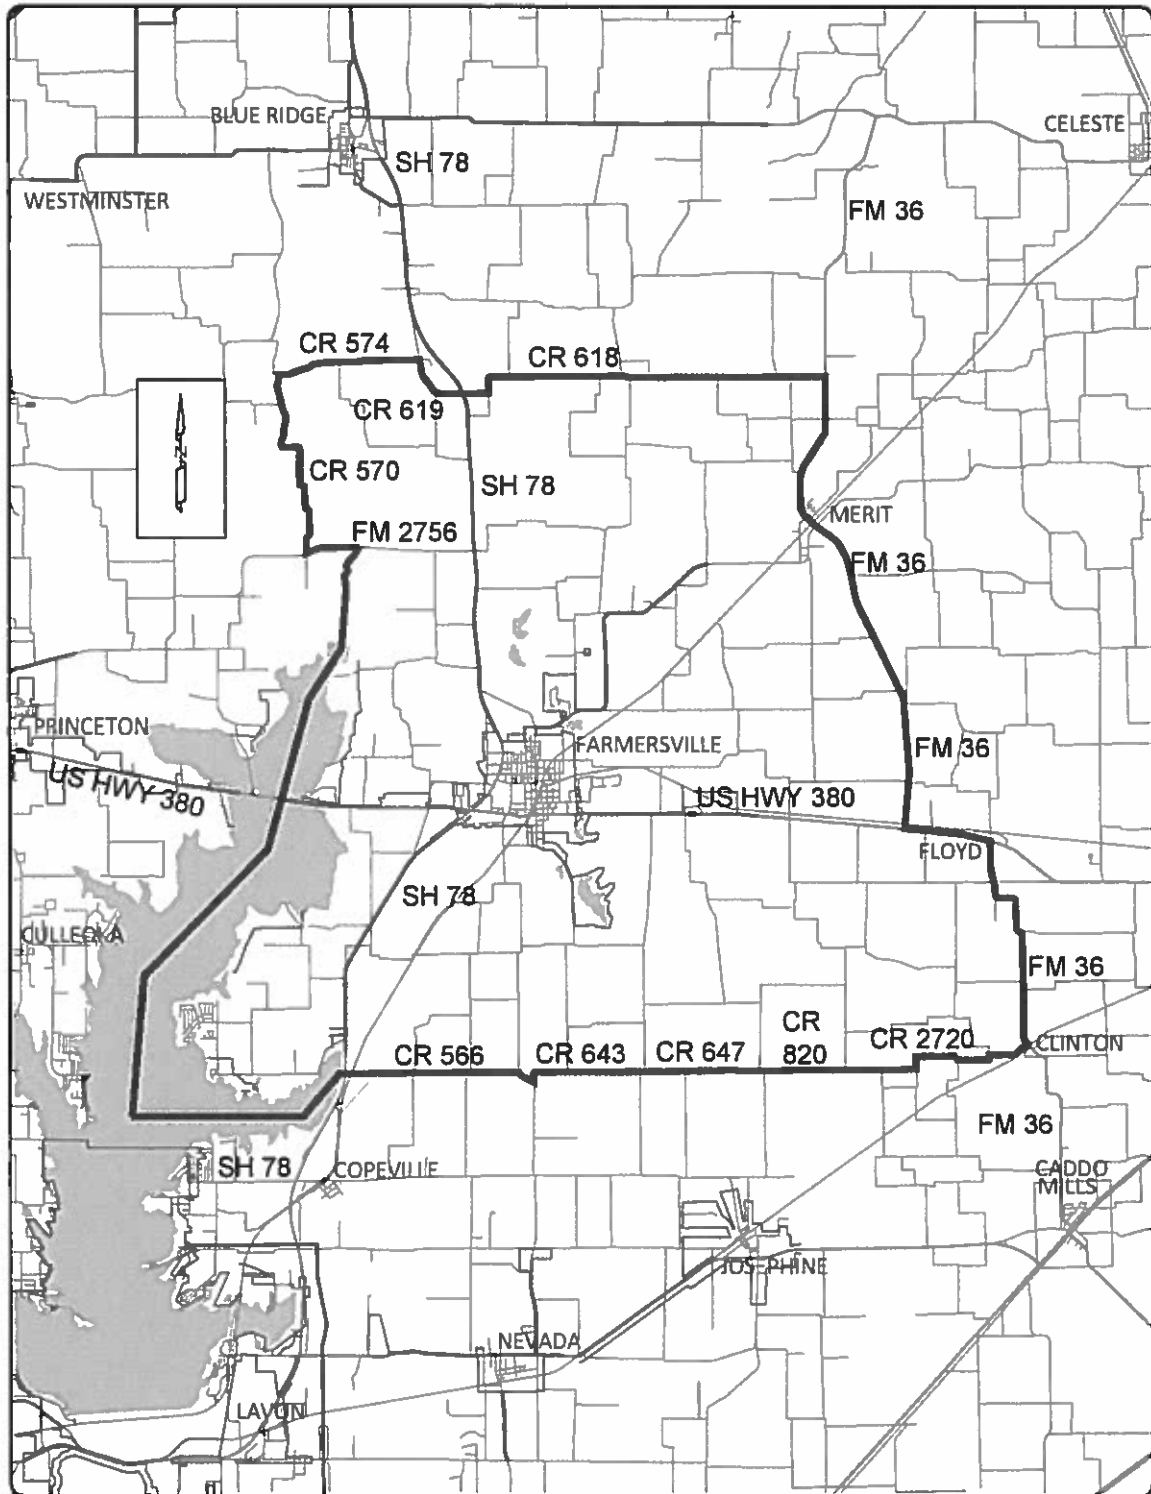 BLUE RIDGE
CELESTE
SH 78
WESTMINSTER
FM 36
CR 574
CR 618
CR 619
CR 570
SH 78
N
MERIT
FM 2756
FM 36
PRINCETON
FARMERSVILLE
FM 36
US HWY 380
US HWY 380
FLOYD
SH 78
CULLEOKA
FM 36
CR
820
CR 2720
CLINTON
CR 566
CR 643
CR 647
FM 36
SH 78
COPEVILLE
CADDO
MILLS
JOSEPHINE
NEVADA
LAVON